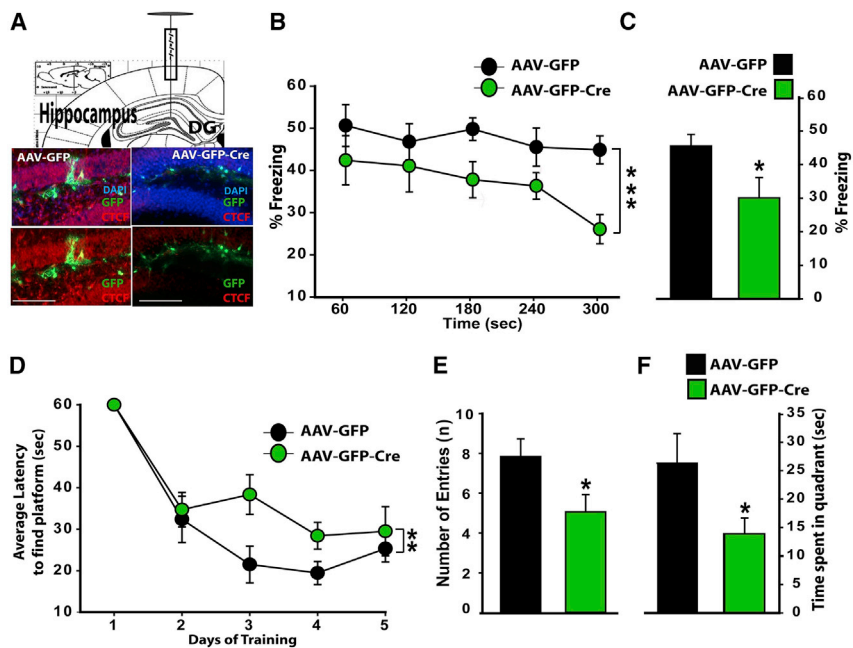 A
Hippocampus
DG
AAV-GFP
DAPI
GFP
CTCF
AAV-GFP-Cre
DAPI
GFP
CTCF
GFP
CTCF
GFP
CTCF
B
AAV-GFP
AAV-GFP-Cre
% Freezing
60
50
40
30
20
10
60
120
180
240
300
Time (sec)
***
C
AAV-GFP
AAV-GFP-Cre
*
60
50
40
30
20
10
0
% Freezing
D
AAV-GFP
AAV-GFP-Cre
Average Latency
to find platform (sec)
60
50
40
30
20
10
1
2
3
4
5
Days of Training
**
E
Number of Entries (n)
10
8
6
4
2
0
*
F
AAV-GFP
AAV-GFP-Cre
*
35
30
25
20
15
10
5
0
Time spent in quadrant (sec)